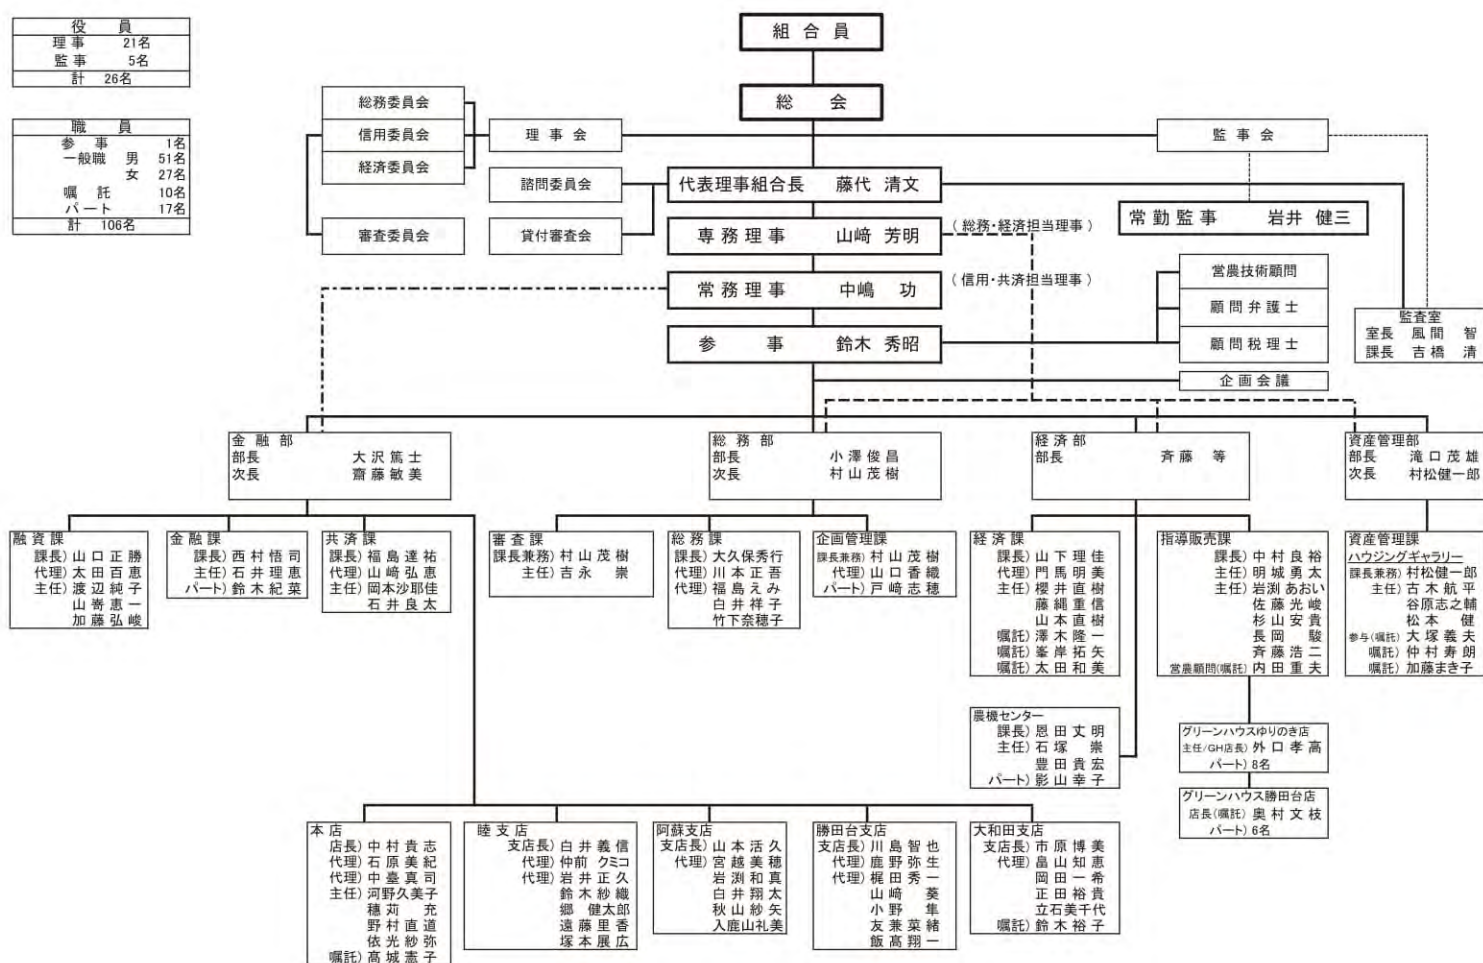 役員
理事 21名
監事 5名
計 26名
職員
参事 1名
一般職 男 51名
女 27名
嘱託 10名
パート 17名
計 106名
組合員
総会
総務委員会
信用委員会
経済委員会
審査委員会
理事会
監事会
諮問委員会
貸付審査会
代表理事組合長 藤代 清文
専務理事 山﨑 芳明
(総務・経済担当理事)
常務理事 中嶋 功
(信用・共済担当理事)
参事 鈴木 秀昭
常勤監事 岩井 健三
営農技術顧問
顧問弁護士
顧問税理士
企画会議
監査室
室長 風間 智
課長 吉橋 清
金融部
部長 大沢篤士
次長 齋藤敏美
総務部
部長 小澤俊昌
次長 村山茂樹
経済部
部長 斉藤 等
資産管理部
部長 滝口茂雄
次長 村松健一郎
融資課
課長) 山口正勝
代理) 太田百恵
主任) 渡辺純子
山嵜恵一
加藤弘峻
金融課
課長) 西村悟司
主任) 石井理恵
パート) 鈴木紀菜
共済課
課長) 福島達祐
代理) 山﨑弘恵
主任) 岡本沙耶佳
石井良太
審査課
課長兼務) 村山茂樹
主任) 吉永 崇
総務課
課長) 大久保秀行
代理) 川本正吾
代理) 福島えみ
白井祥子
竹下奈穂子
企画管理課
課長兼務) 村山茂樹
代理) 山口香織
パート) 戸﨑志穂
経済課
課長) 山下理佳
代理) 門馬明美
主任) 櫻井直樹
藤縄重信
山本直樹
嘱託) 澤木隆一
嘱託) 峯岸拓矢
嘱託) 太田和美
指導販売課
課長) 中村良裕
主任) 明城勇太
主任) 岩渕あおい
佐藤光峻
杉山安貴
長岡 駿
斉藤浩二
営農顧問(嘱託) 内田重夫
資産管理課
ハウジングギャラリー
課長兼務) 村松健一郎
主任) 古木航平
谷原志之輔
松本 健
参与(嘱託) 大塚義夫
嘱託) 仲村寿朗
嘱託) 加藤まき子
農機センター
課長) 恩田丈明
主任) 石塚 崇
豊田貴宏
パート) 影山幸子
グリーンハウスゆりのき店
主任/GH店長) 外口孝高
パート) 8名
グリーンハウス勝田台店
店長(嘱託) 奥村文枝
パート) 6名
本店
店長) 中村貴志
代理) 石原美紀
代理) 中臺真司
主任) 河野久美子
穂苅 充
野村直道
依光紗弥
嘱託) 髙城憲子
睦支店
支店長) 白井義信
代理) 仲前クミコ
代理) 岩井正久
鈴木紗織
郷 健太郎
遠藤里香
塚本展広
阿蘇支店
支店長) 山本活久
代理) 宮越美穂
岩渕和真
白井翔太
秋山紗矢
入鹿山礼美
勝田台支店
支店長) 川島智也
代理) 鹿野弥生
代理) 梶田秀一
山﨑 葵
小野 隼
友兼菜緒
飯髙翔一
大和田支店
支店長) 市原博美
代理) 畠山知恵
岡田一希
正田裕貴
立石美千代
嘱託) 鈴木裕子